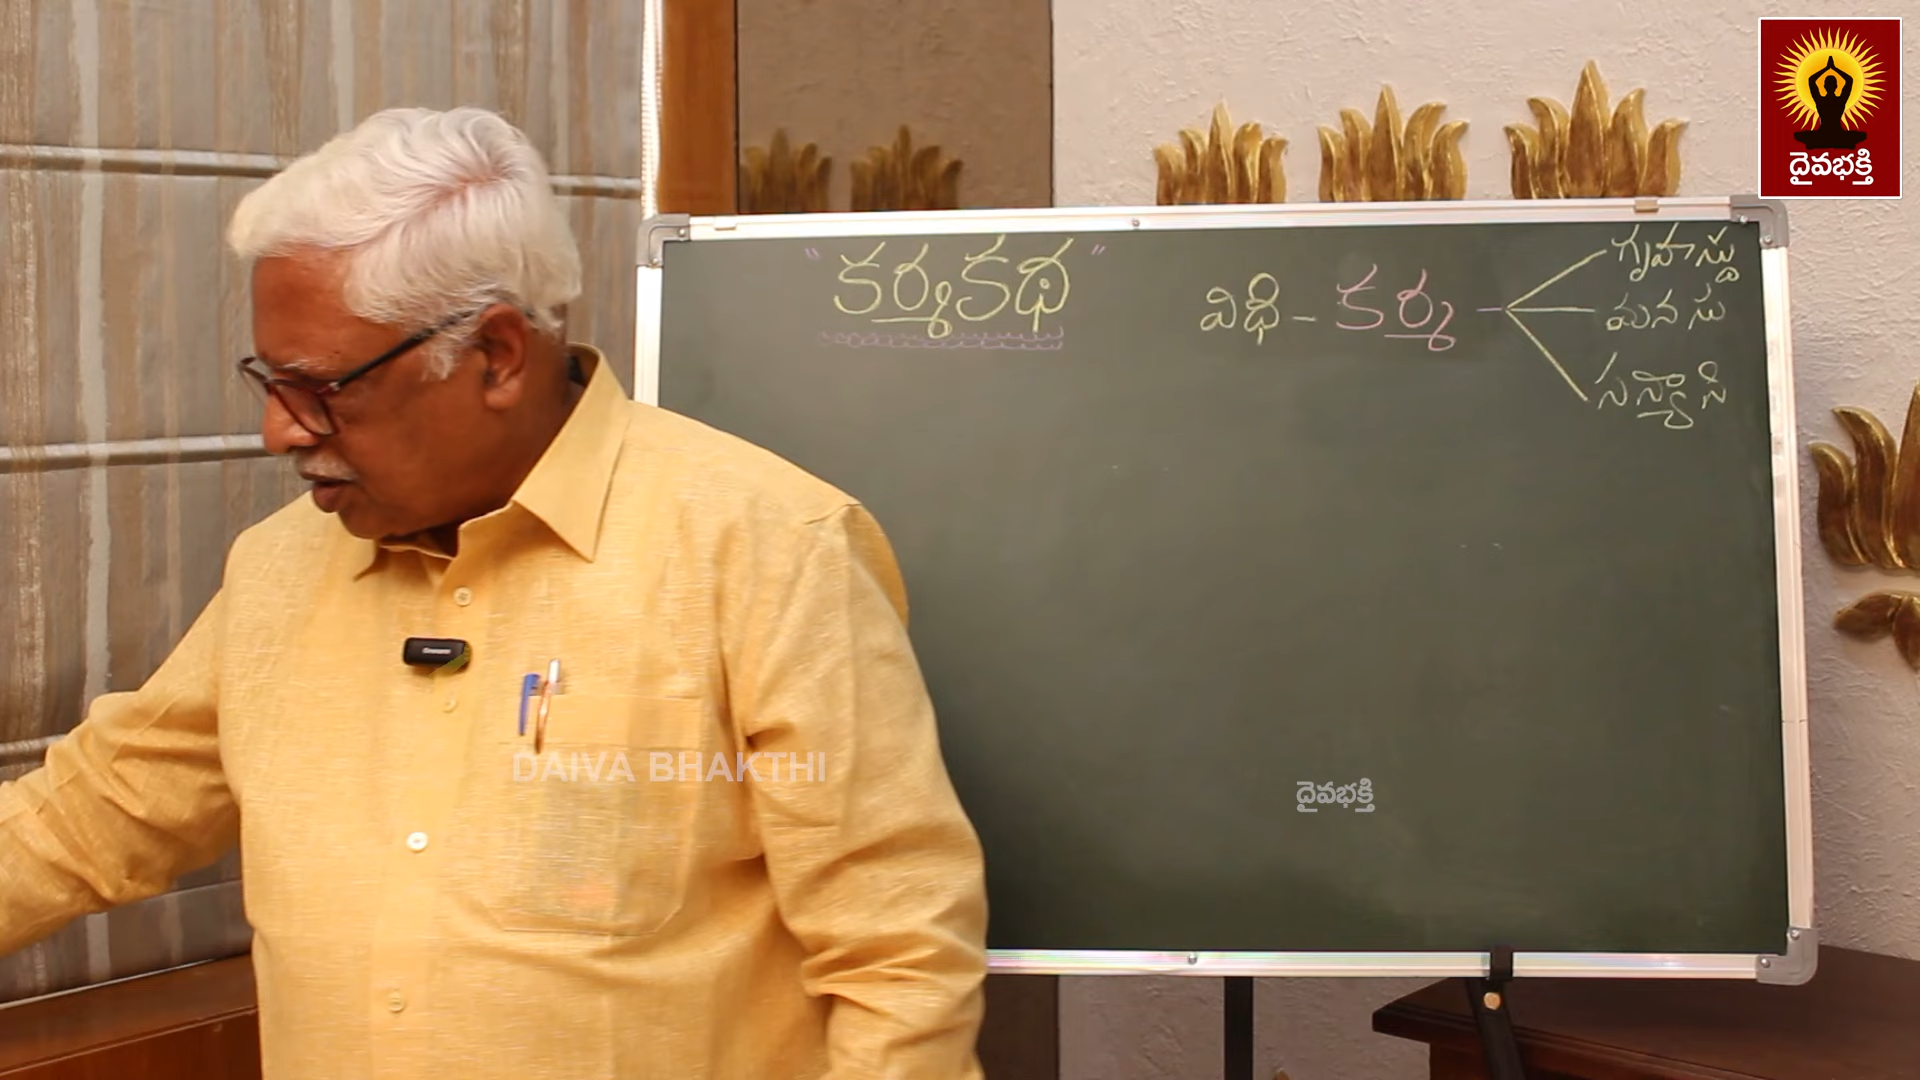 దైవభక్తి
"కర్మకథ"
విధి - కర్మ -
గృహస్థు
మనసు
సన్యాసి
DAIVA BHAKTHI
దైవభక్తి